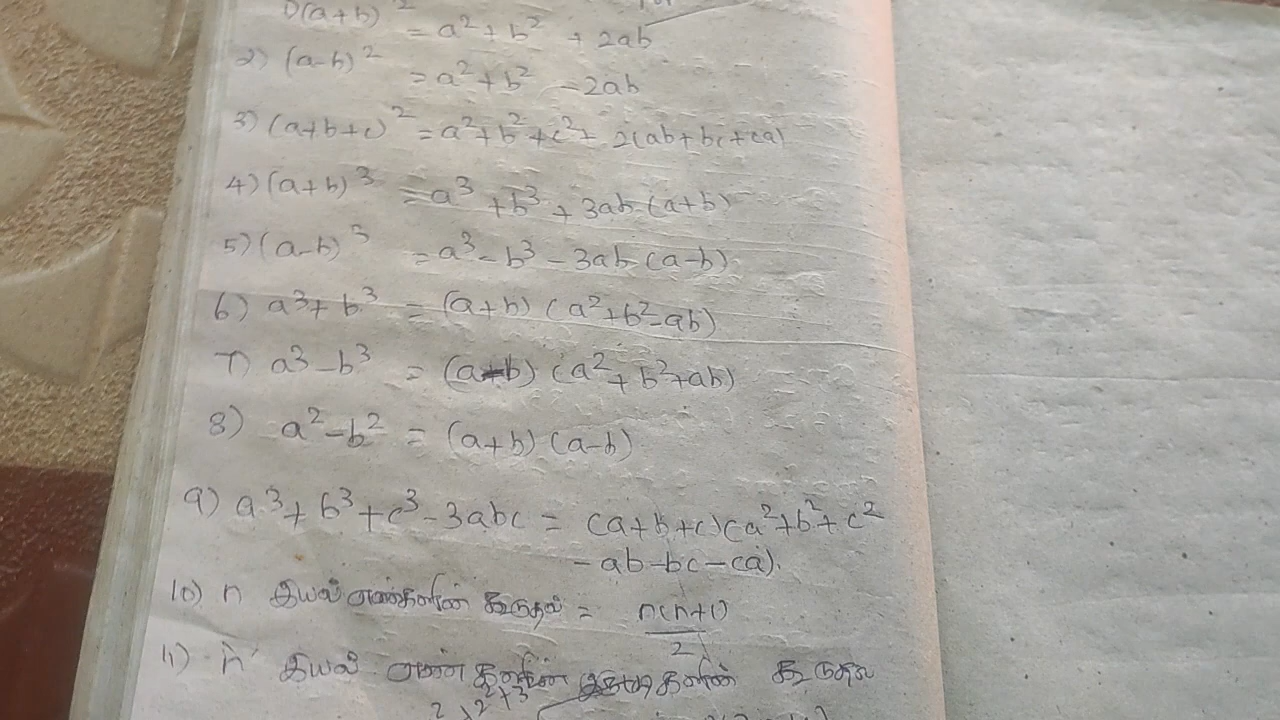 1) (a+b)² = a²+b² + 2ab
2) (a-b)² = a²+b² - 2ab
3) (a+b+c)² = a²+b²+c²+ 2(ab+bc+ca)
4) (a+b)³ = a³ +b³ + 3ab (a+b)
5) (a-b)³ = a³-b³ - 3ab (a-b)
6) a³+b³ = (a+b) (a²+b²-ab)
7) a³-b³ = (a-b) (a²+b²+ab)
8) a²-b² = (a+b) (a-b)
9) a³+b³+c³-3abc = (a+b+c)(a²+b²+c²
-ab-bc-ca).
10) n இயல் எண்களின் கூடுதல் = n(n+1)/2
11) n இயல் எண்களின் கூடுதல்